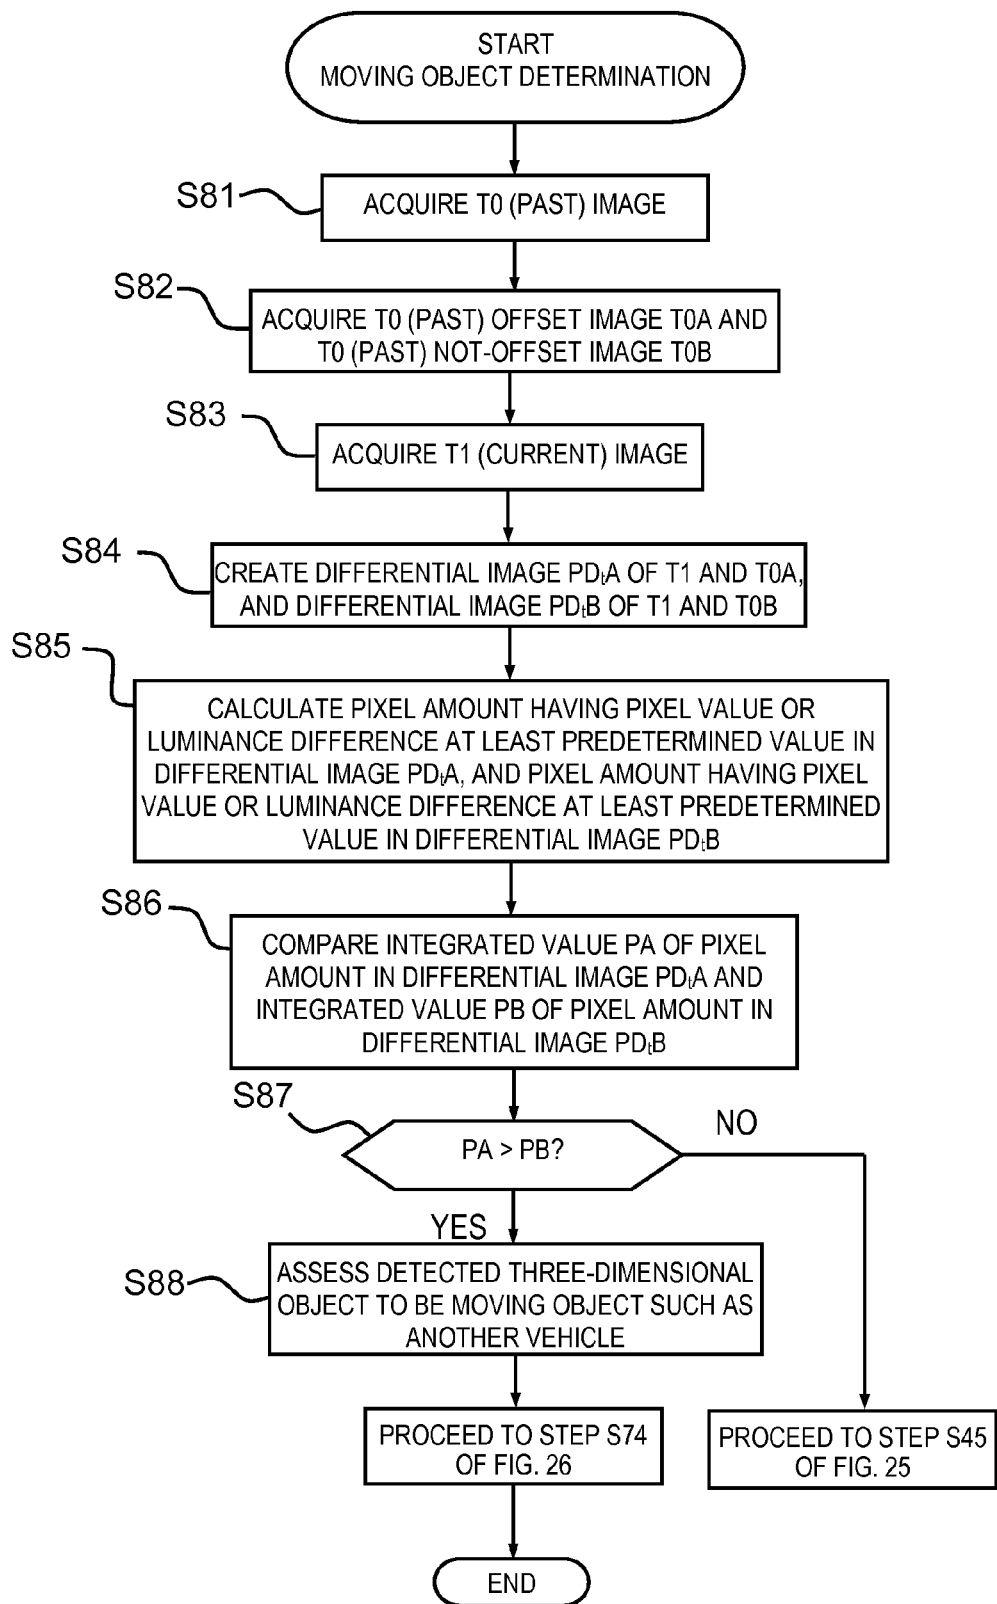 START
MOVING OBJECT DETERMINATION
S81
ACQUIRE T0 (PAST) IMAGE
S82
ACQUIRE T0 (PAST) OFFSET IMAGE T0A AND
T0 (PAST) NOT-OFFSET IMAGE T0B
S83
ACQUIRE T1 (CURRENT) IMAGE
S84
CREATE DIFFERENTIAL IMAGE PDtA OF T1 AND T0A,
AND DIFFERENTIAL IMAGE PDtB OF T1 AND T0B
S85
CALCULATE PIXEL AMOUNT HAVING PIXEL VALUE OR
LUMINANCE DIFFERENCE AT LEAST PREDETERMINED VALUE IN
DIFFERENTIAL IMAGE PDtA, AND PIXEL AMOUNT HAVING PIXEL
VALUE OR LUMINANCE DIFFERENCE AT LEAST PREDETERMINED
VALUE IN DIFFERENTIAL IMAGE PDtB
S86
COMPARE INTEGRATED VALUE PA OF PIXEL
AMOUNT IN DIFFERENTIAL IMAGE PDtA AND
INTEGRATED VALUE PB OF PIXEL AMOUNT IN
DIFFERENTIAL IMAGE PDtB
S87
PA > PB?
NO
YES
S88
ASSESS DETECTED THREE-DIMENSIONAL
OBJECT TO BE MOVING OBJECT SUCH AS
ANOTHER VEHICLE
PROCEED TO STEP S74
OF FIG. 26
PROCEED TO STEP S45
OF FIG. 25
END